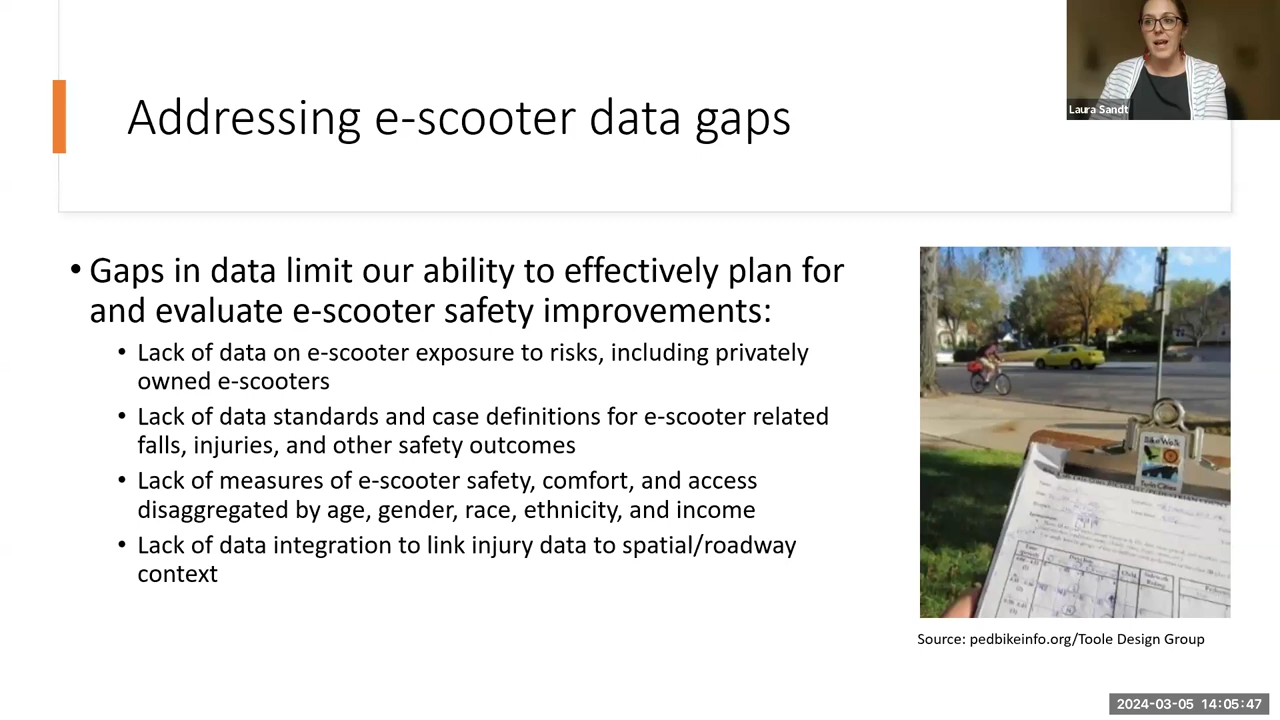 Addressing e-scooter data gaps
Laura Sandt
• Gaps in data limit our ability to effectively plan for
and evaluate e-scooter safety improvements:
• Lack of data on e-scooter exposure to risks, including privately
owned e-scooters
• Lack of data standards and case definitions for e-scooter related
falls, injuries, and other safety outcomes
• Lack of measures of e-scooter safety, comfort, and access
disaggregated by age, gender, race, ethnicity, and income
• Lack of data integration to link injury data to spatial/roadway
context
BikeWalk
Twin Cities
Source: pedbikeinfo.org/Toole Design Group
2024-03-05 14:05:47